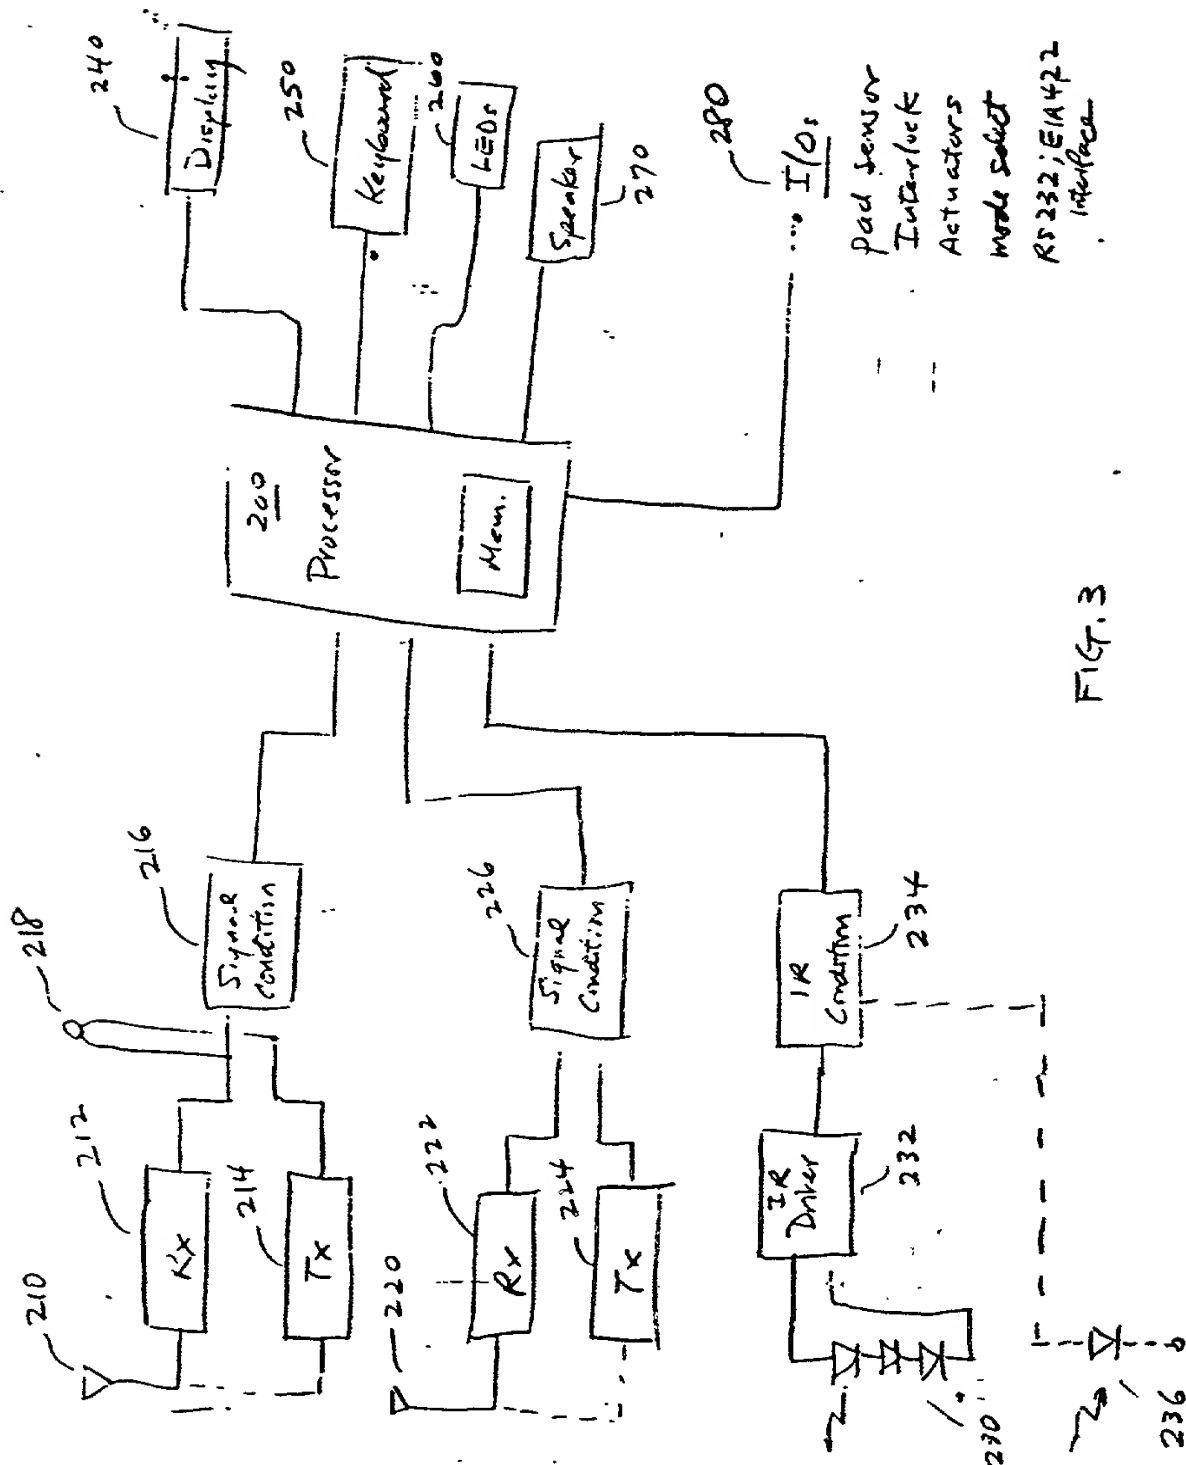 210
212
Rx
214
Tx
218
216
Signal
Condition
220
222
Rx
224
Tx
226
Signal
Condition
230
232
IR
Driver
234
IR
Condition
236
200
Processor
Mem.
240
Display
250
Keyboard
260
LEDs
Speaker
270
280
I/Os
Pad sensor
Interlock
Actuators
mode select
RS232; EIA422
Interface
FIG. 3